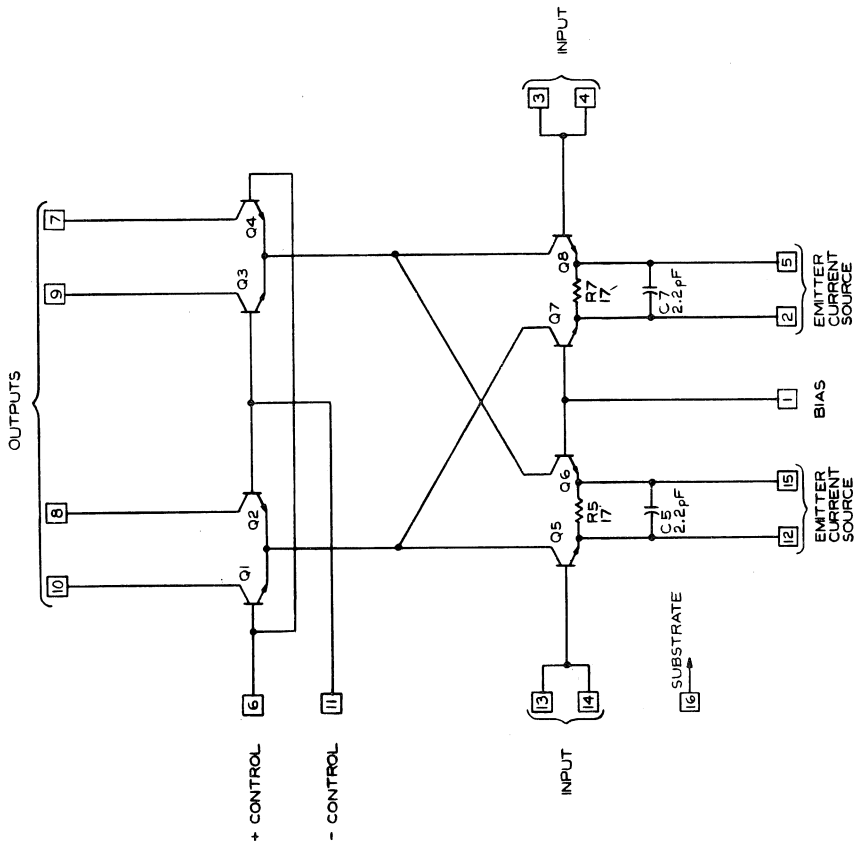 OUTPUTS
10
8
9
7
Q1
Q2
Q3
Q4
+ CONTROL
6
- CONTROL
11
INPUT
13
14
Q5
Q6
Q7
Q8
INPUT
3
4
R5
17
C5
2.2pF
R7
17
C7
2.2pF
16
SUBSTRATE
12
15
1
2
5
EMITTER
CURRENT
SOURCE
BIAS
EMITTER
CURRENT
SOURCE